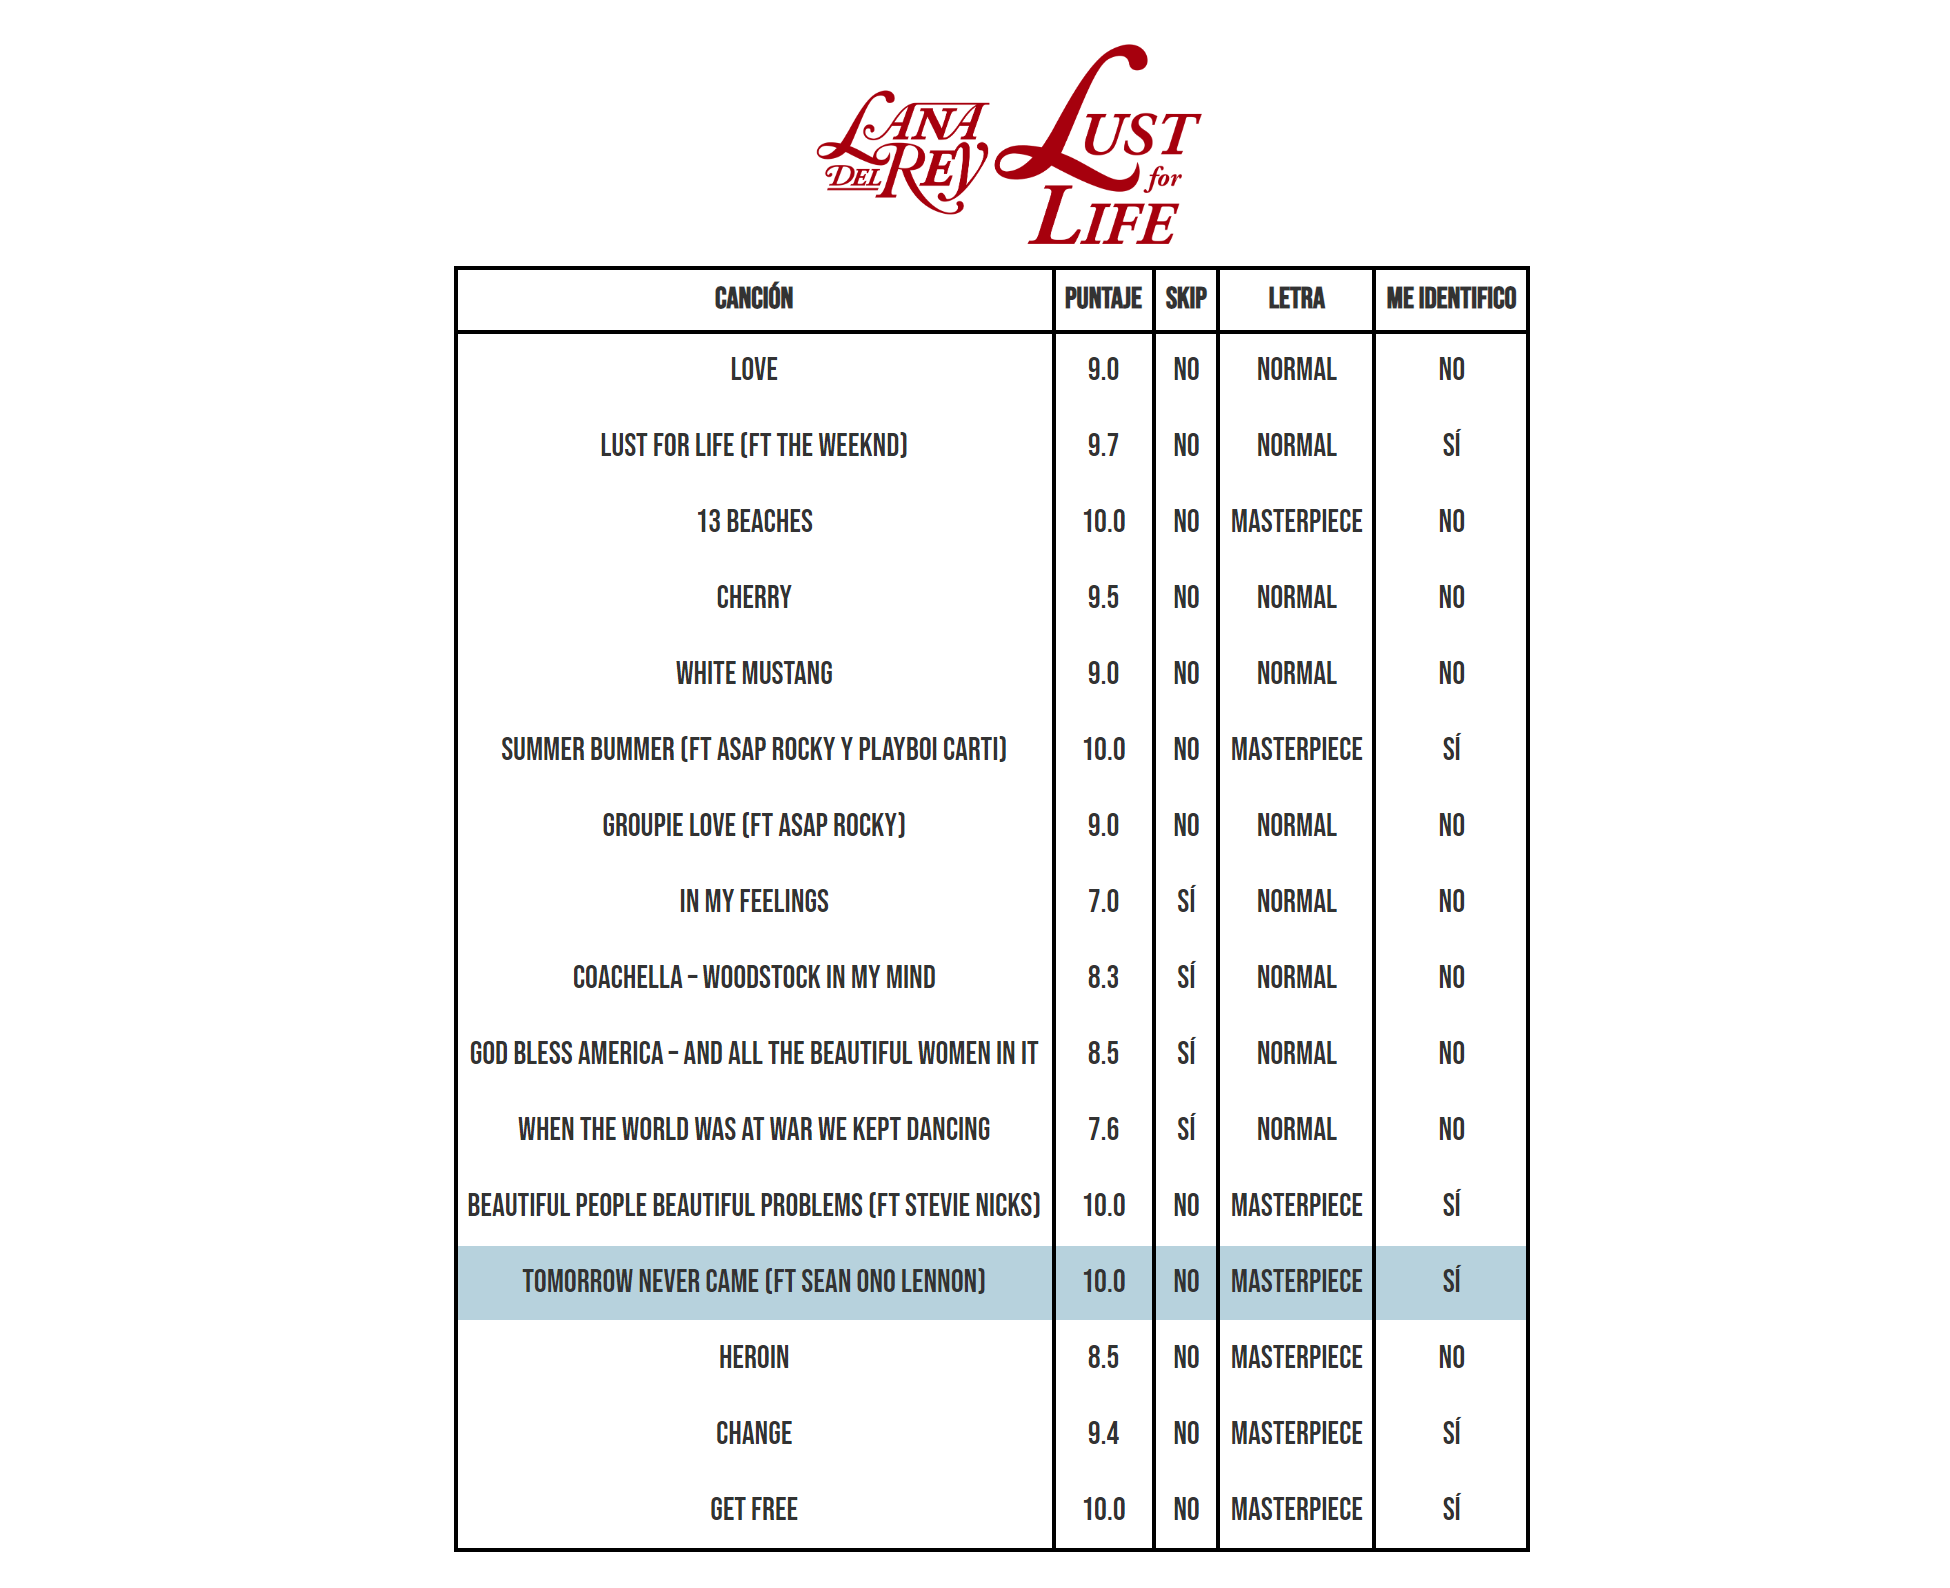 LANA DEL REY
LUST for LIFE
CANCIÓN PUNTAJE SKIP LETRA ME IDENTIFICO
LOVE 9.0 NO NORMAL NO
LUST FOR LIFE (FT THE WEEKND) 9.7 NO NORMAL SÍ
13 BEACHES 10.0 NO MASTERPIECE NO
CHERRY 9.5 NO NORMAL NO
WHITE MUSTANG 9.0 NO NORMAL NO
SUMMER BUMMER (FT ASAP ROCKY Y PLAYBOI CARTI) 10.0 NO MASTERPIECE SÍ
GROUPIE LOVE (FT ASAP ROCKY) 9.0 NO NORMAL NO
IN MY FEELINGS 7.0 SÍ NORMAL NO
COACHELLA – WOODSTOCK IN MY MIND 8.3 SÍ NORMAL NO
GOD BLESS AMERICA – AND ALL THE BEAUTIFUL WOMEN IN IT 8.5 SÍ NORMAL NO
WHEN THE WORLD WAS AT WAR WE KEPT DANCING 7.6 SÍ NORMAL NO
BEAUTIFUL PEOPLE BEAUTIFUL PROBLEMS (FT STEVIE NICKS) 10.0 NO MASTERPIECE SÍ
TOMORROW NEVER CAME (FT SEAN ONO LENNON) 10.0 NO MASTERPIECE SÍ
HEROIN 8.5 NO MASTERPIECE NO
CHANGE 9.4 NO MASTERPIECE SÍ
GET FREE 10.0 NO MASTERPIECE SÍ